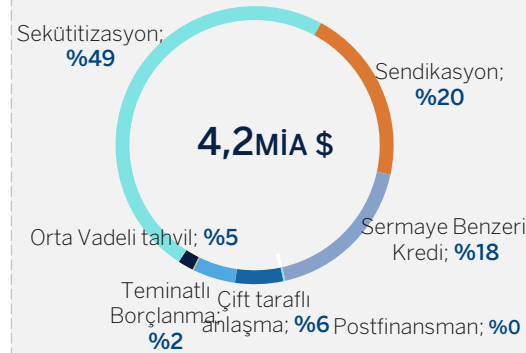 Sekütitizasyon;
%49
Sendikasyon;
%20
4,2MİA $
Sermaye Benzeri
Kredi; %18
Orta Vadeli tahvil; %5
Teminatlı
Borçlanma;
%2
Çift taraflı
anlaşma; %6
Postfinansman; %0